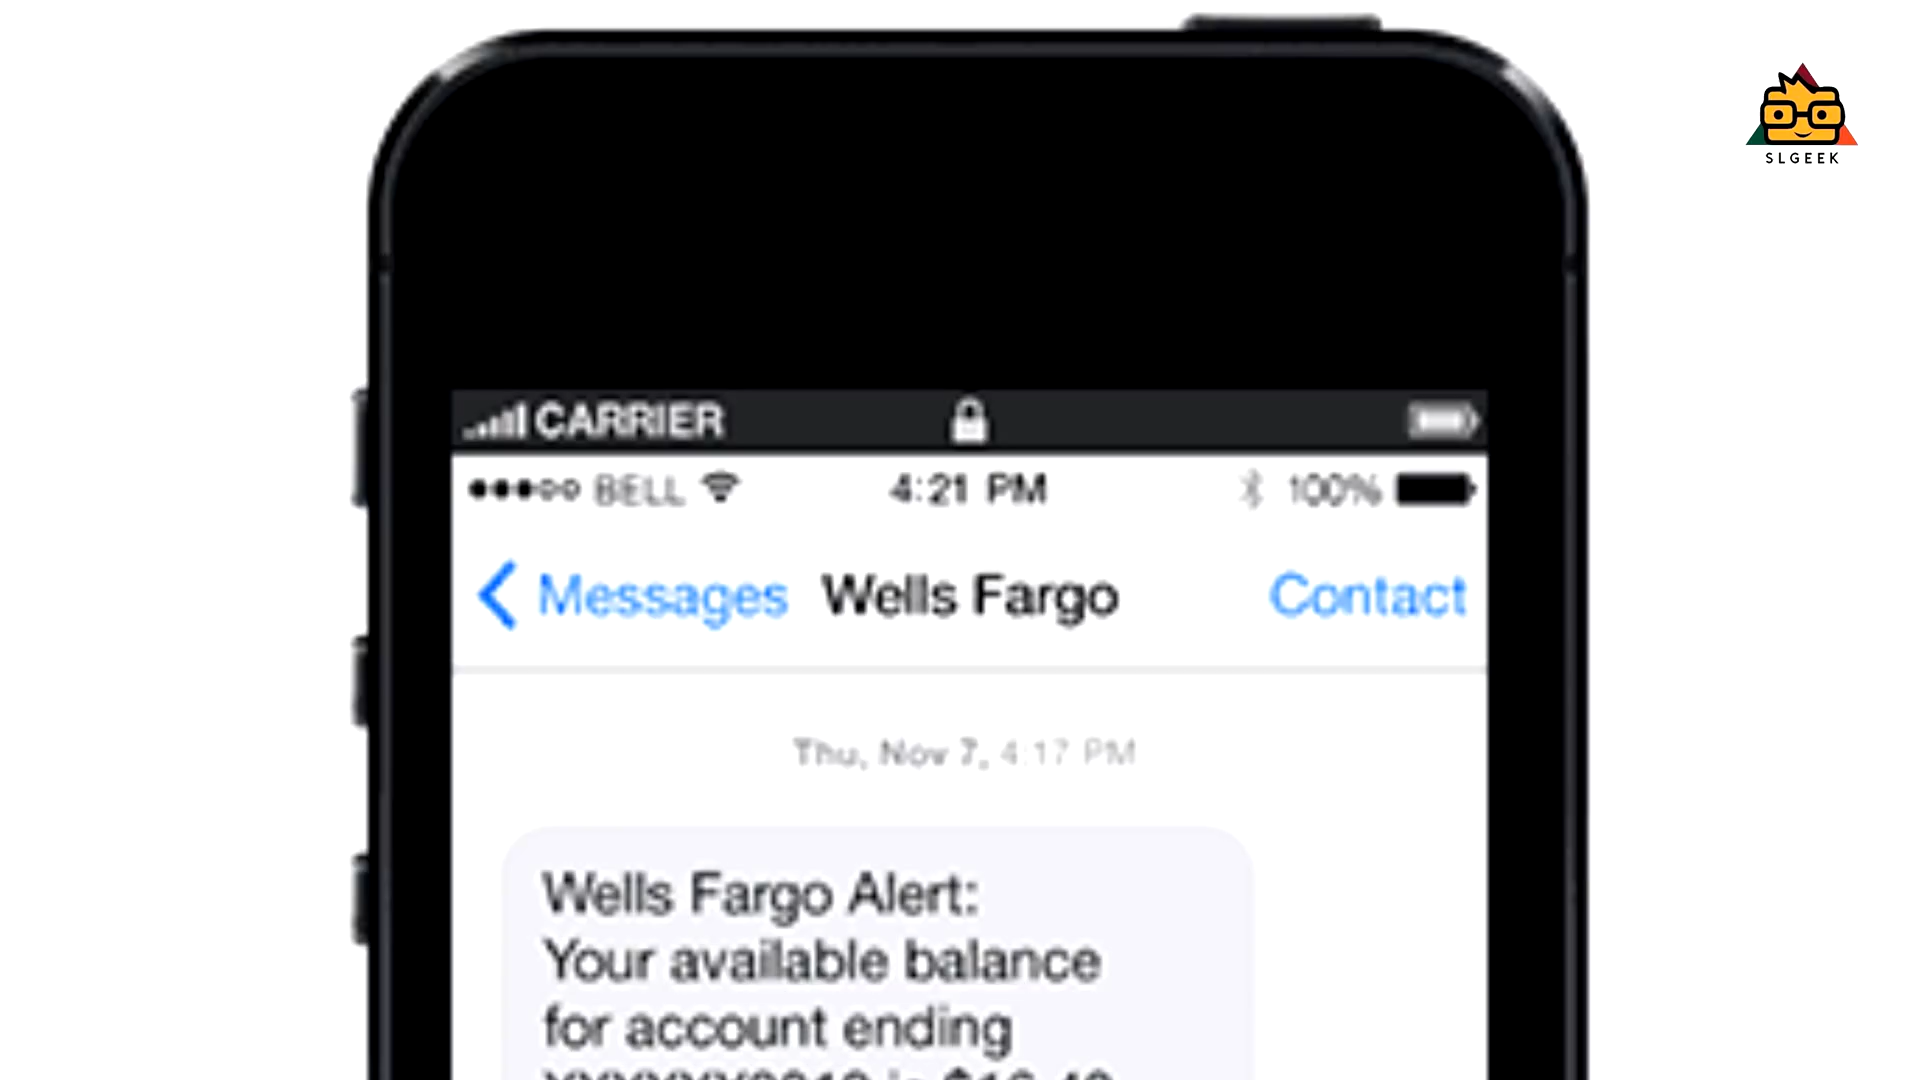 SLGEEK
CARRIER
BELL 4:21 PM 100%
Messages Wells Fargo Contact
Thu, Nov 7, 4:17 PM
Wells Fargo Alert:
Your available balance
for account ending